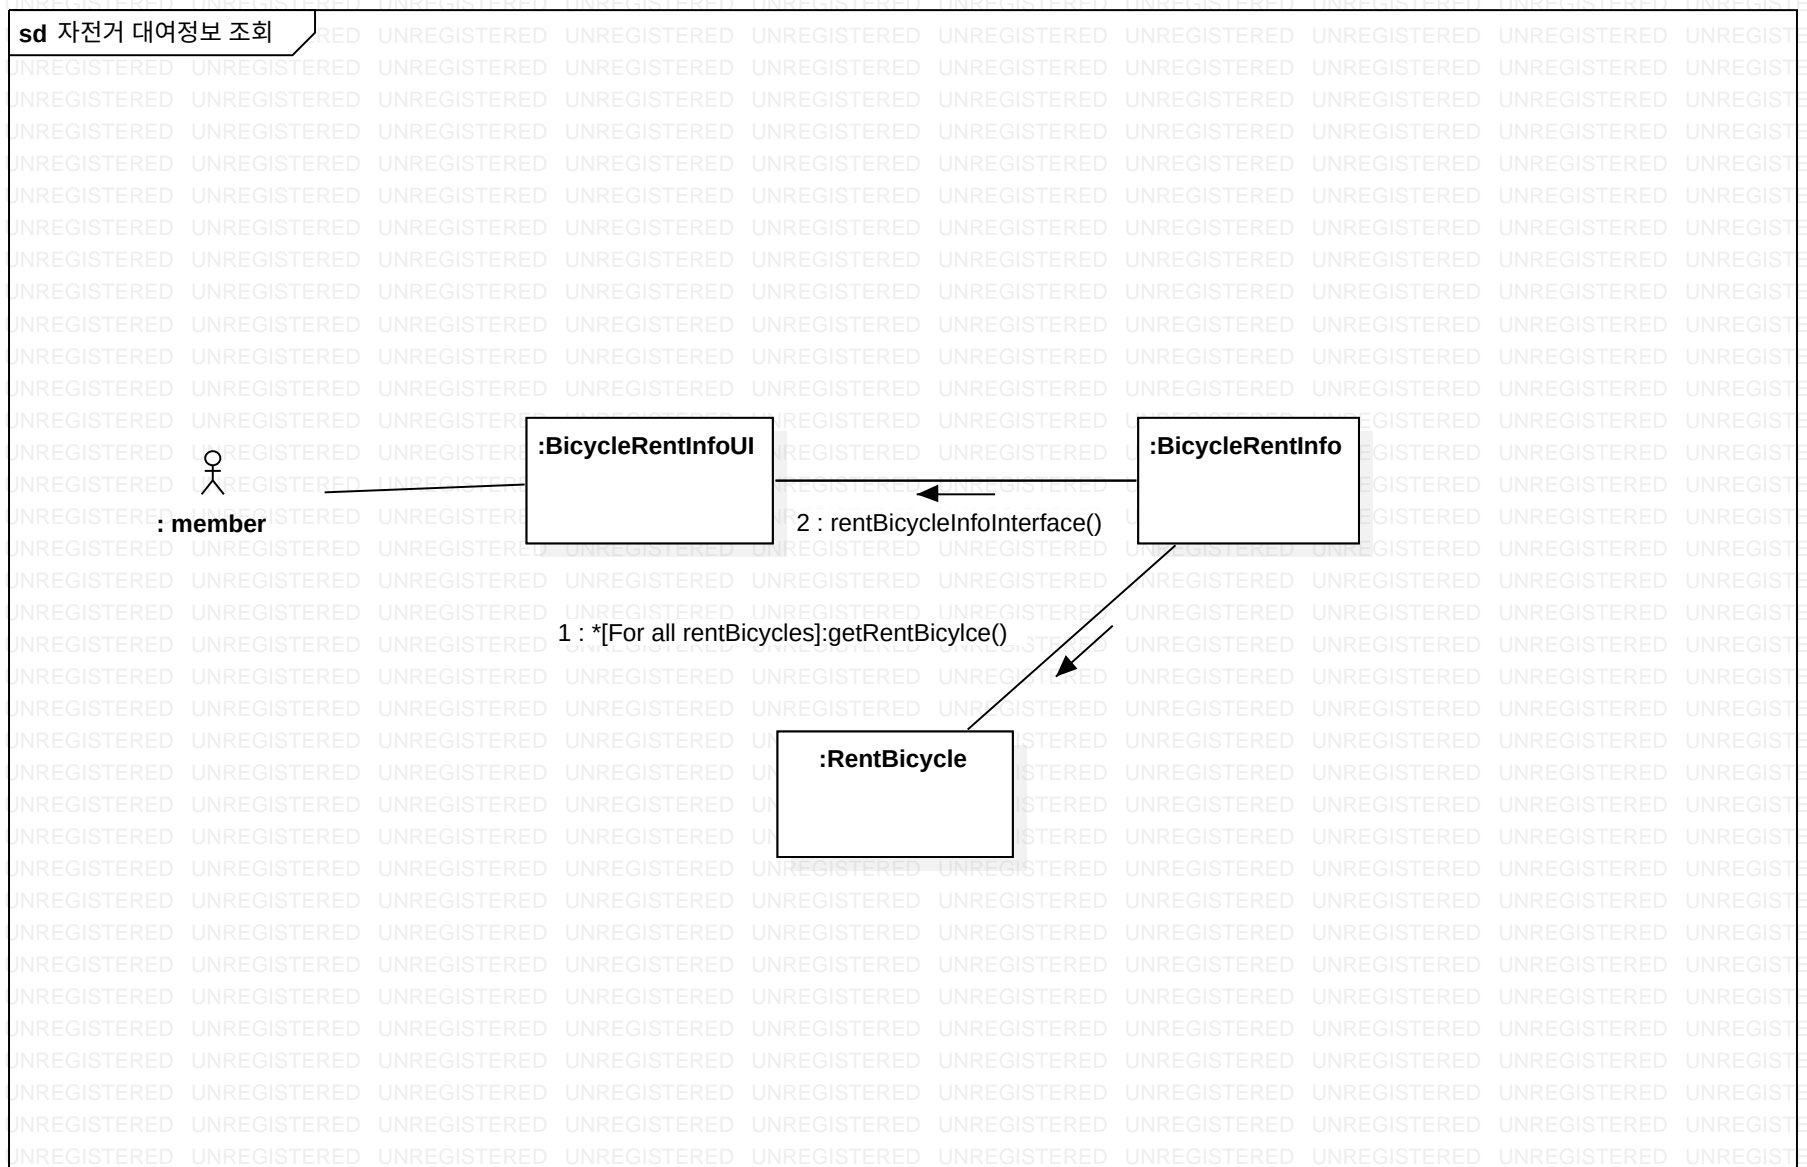 sd 자전거 대여정보 조회
:BicycleRentInfoUI
:BicycleRentInfo
: member
2 : rentBicycleInfoInterface()
1 : *[For all rentBicycles]:getRentBicylce()
:RentBicycle
UNREGISTERED